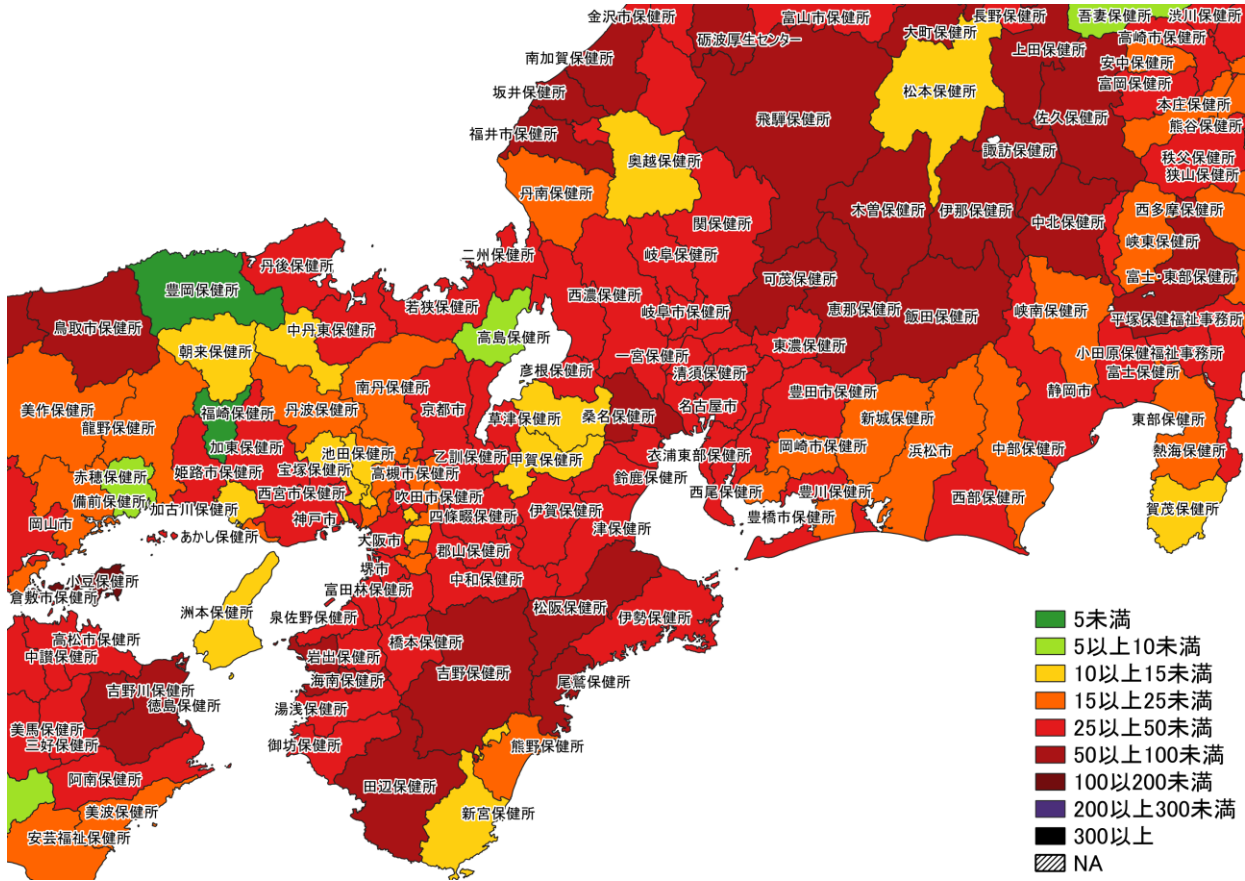 金沢市保健所
富山市保健所
長野保健所
吾妻保健所
渋川保健所
砺波厚生センター
大町保健所
高崎市保健所
南加賀保健所
上田保健所
安中保健所
坂井保健所
松本保健所
富岡保健所
本庄保健所
福井市保健所
飛騨保健所
佐久保健所
熊谷保健所
奥越保健所
諏訪保健所
秩父保健所
狭山保健所
丹南保健所
木曽保健所
伊那保健所
中北保健所
西多摩保健所
関保健所
峡東保健所
二州保健所
岐阜保健所
富士・東部保健所
丹後保健所
可茂保健所
豊岡保健所
西濃保健所
若狭保健所
岐阜市保健所
恵那保健所
飯田保健所
峡南保健所
平塚保健福祉事務所
鳥取市保健所
中丹東保健所
高島保健所
東濃保健所
朝来保健所
一宮保健所
小田原保健福祉事務所
彦根保健所
清須保健所
富士保健所
南丹保健所
豊田市保健所
静岡市
美作保健所
福崎保健所
丹波保健所
京都市
草津保健所
桑名保健所
名古屋市
新城保健所
東部保健所
龍野保健所
加東保健所
池田保健所
乙訓保健所
甲賀保健所
衣浦東部保健所
岡崎市保健所
浜松市
中部保健所
熱海保健所
赤穂保健所
姫路市保健所
宝塚保健所
高槻市保健所
鈴鹿保健所
備前保健所
西宮市保健所
吹田市保健所
西尾保健所
豊川保健所
西部保健所
賀茂保健所
加古川保健所
神戸市
四條畷保健所
伊賀保健所
豊橋市保健所
岡山市
あかし保健所
大阪市
津保健所
郡山保健所
堺市
小豆保健所
中和保健所
倉敷市保健所
富田林保健所
洲本保健所
松阪保健所
泉佐野保健所
伊勢保健所
高松市保健所
橋本保健所
中讃保健所
岩出保健所
吉野保健所
海南保健所
尾鷲保健所
吉野川保健所
徳島保健所
湯浅保健所
美馬保健所
三好保健所
御坊保健所
熊野保健所
阿南保健所
田辺保健所
美波保健所
新宮保健所
安芸福祉保健所
5未満
5以上10未満
10以上15未満
15以上25未満
25以上50未満
50以上100未満
100以200未満
200以上300未満
300以上
NA